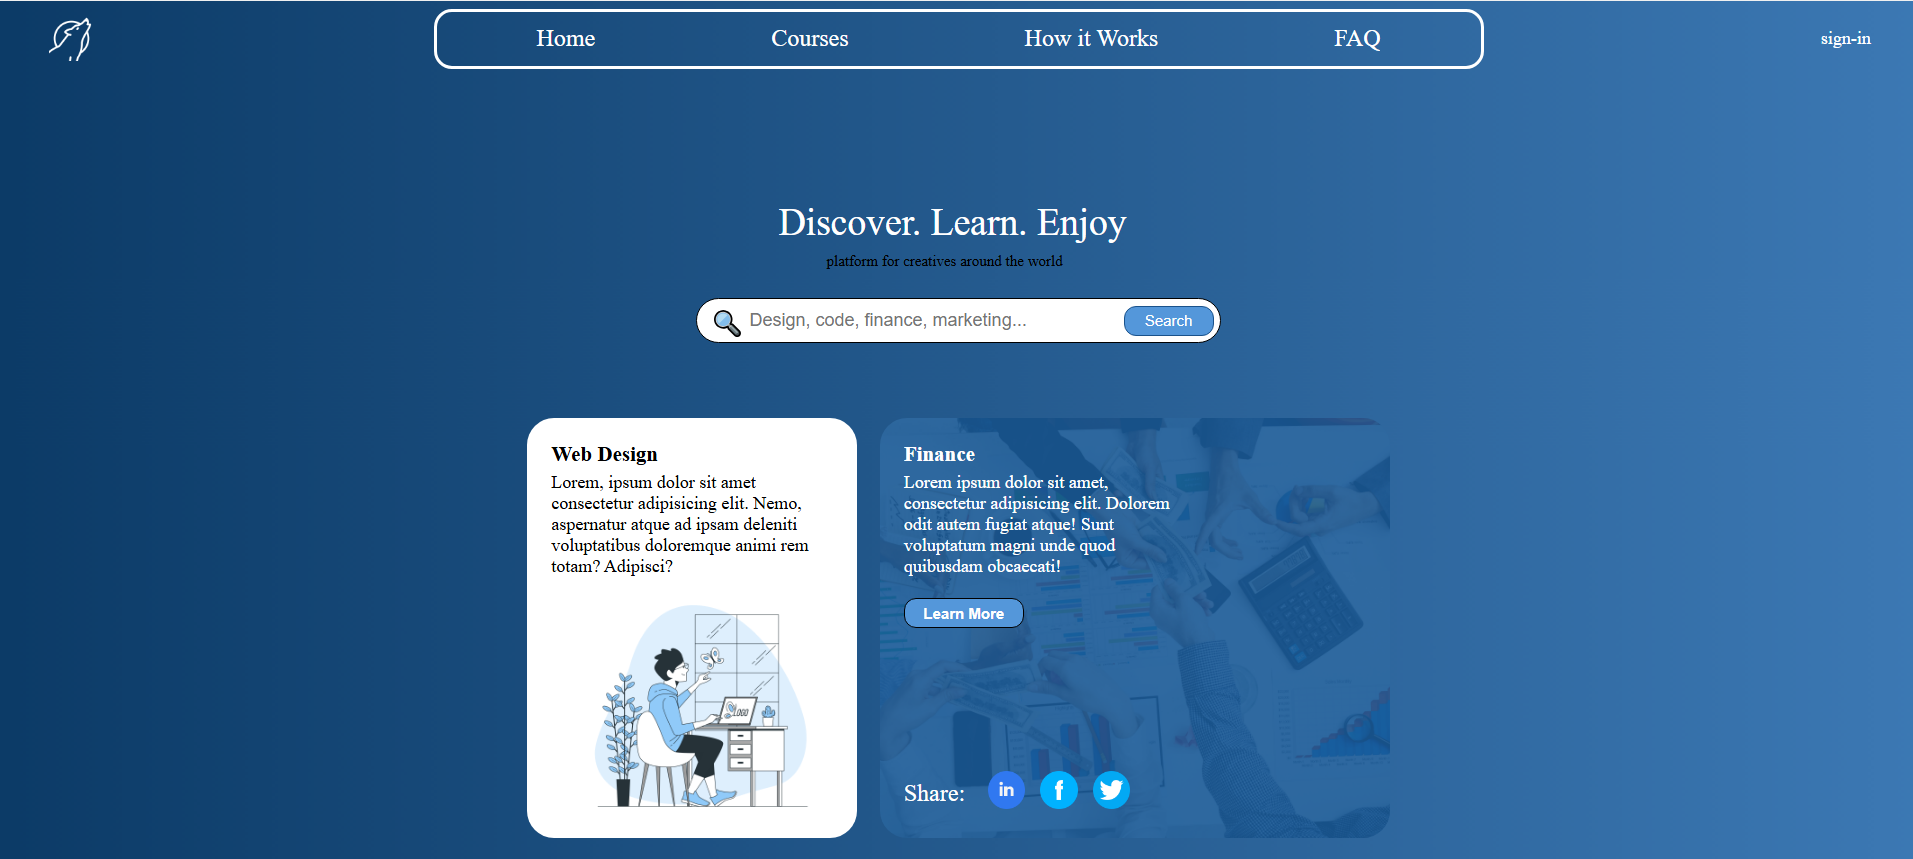 Home Courses How it Works FAQ sign-in
Discover. Learn. Enjoy
platform for creatives around the world
Design, code, finance, marketing... Search
Web Design
Lorem, ipsum dolor sit amet
consectetur adipisicing elit. Nemo,
aspernatur atque ad ipsam deleniti
voluptatibus doloremque animi rem
totam? Adipisci?
LOGO
Finance
Lorem ipsum dolor sit amet,
consectetur adipisicing elit. Dolorem
odit autem fugiat atque! Sunt
voluptatum magni unde quod
quibusdam obcaecati!
Learn More
Share: in f